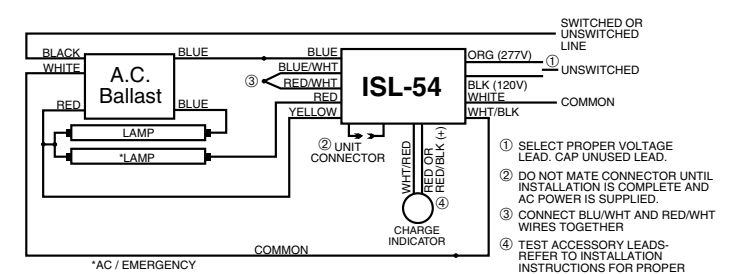 SWITCHED OR
UNSWITCHED
LINE
BLACK
BLUE
BLUE
ORG (277V)
①
WHITE
BLUE/WHT
UNSWITCHED
A.C.
Ballast
③
ISL-54
RED/WHT
BLK (120V)
RED
BLUE
RED
WHITE
COMMON
YELLOW
WHT/BLK
LAMP
*LAMP
② UNIT
CONNECTOR
WHT/RED
RED OR
RED/BLK (+)
④
CHARGE
INDICATOR
COMMON
*AC / EMERGENCY
① SELECT PROPER VOLTAGE
LEAD. CAP UNUSED LEAD.
② DO NOT MATE CONNECTOR UNTIL
INSTALLATION IS COMPLETE AND
AC POWER IS SUPPLIED.
③ CONNECT BLU/WHT AND RED/WHT
WIRES TOGETHER
④ TEST ACCESSORY LEADS-
REFER TO INSTALLATION
INSTRUCTIONS FOR PROPER